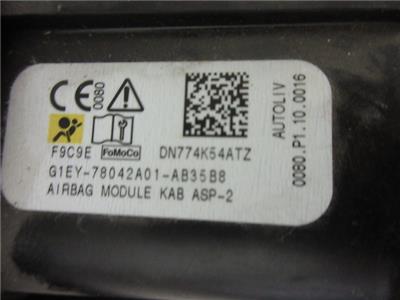 CE 0080
F9C9E FoMoCo DN774K54ATZ
G1EY-78042A01-AB35B8
AIRBAG MODULE KAB ASP-2
AUTOLIV
0080.P1.10.0016